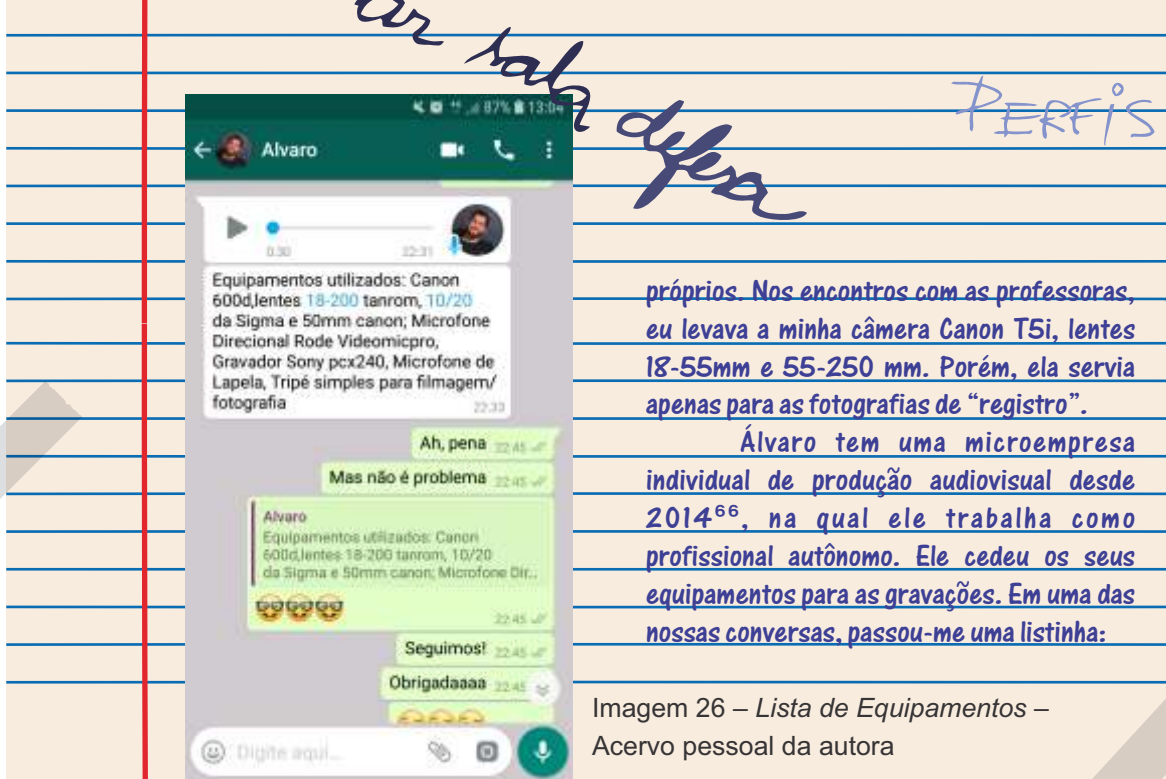 ar sala defesa
PERFIS
87% 13:04
Alvaro
0:30 22:31
Equipamentos utilizados: Canon
600d,lentes 18-200 tanrom, 10/20
da Sigma e 50mm canon; Microfone
Direcional Rode Videomicpro,
Gravador Sony pcx240, Microfone de
Lapela, Tripé simples para filmagem/
fotografia 22:33
Ah, pena 22:45
Mas não é problema 22:45
Alvaro
Equipamentos utilizados: Canon
600d,lentes 18-200 tanrom, 10/20
da Sigma e 50mm canon; Microfone Dir...
22:45
Seguimos! 22:45
Obrigadaaaa 22:45
Digite aqui...
próprios. Nos encontros com as professoras,
eu levava a minha câmera Canon T5i, lentes
18-55mm e 55-250 mm. Porém, ela servia
apenas para as fotografias de “registro”.
Álvaro tem uma microempresa
individual de produção audiovisual desde
2014⁶⁶, na qual ele trabalha como
profissional autônomo. Ele cedeu os seus
equipamentos para as gravações. Em uma das
nossas conversas, passou-me uma listinha:
Imagem 26 – Lista de Equipamentos –
Acervo pessoal da autora